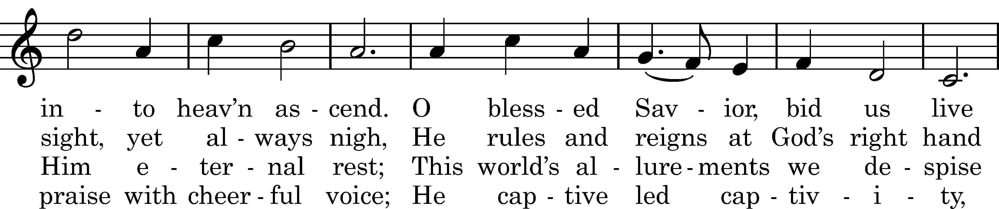 in - to heav’n as - cend. O bless - ed Sav - ior, bid us live
sight, yet al - ways nigh, He rules and reigns at God’s right hand
Him e - ter - nal rest; This world’s al - lure - ments we de - spise
praise with cheer - ful voice; He cap - tive led cap - tiv - i - ty,